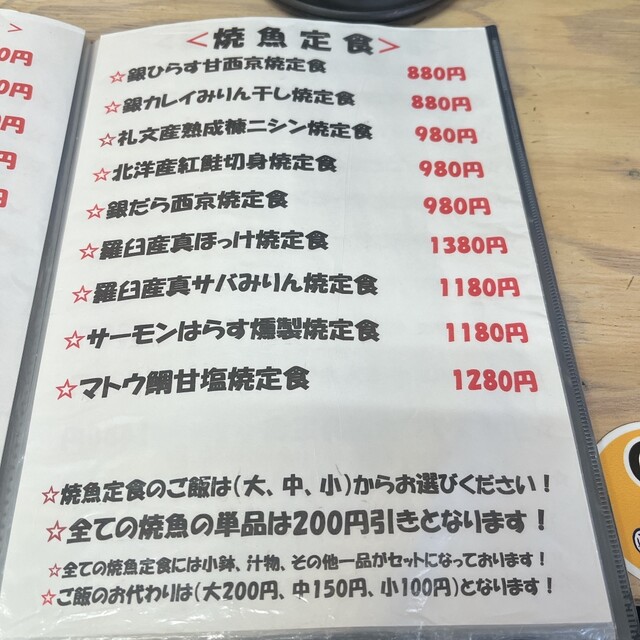 ＜焼魚定食＞
☆銀ひらす甘西京焼定食 880円
☆銀カレイみりん干し焼定食 880円
☆礼文産熟成糠ニシン焼定食 980円
☆北洋産紅鮭切身焼定食 980円
☆銀だら西京焼定食 980円
☆羅臼産真ほっけ焼定食 1380円
☆羅臼産真サバみりん焼定食 1180円
☆サーモンはらす燻製焼定食 1180円
☆マトウ鯛甘塩焼定食 1280円
☆焼魚定食のご飯は（大、中、小）からお選びください！
☆全ての焼魚の単品は200円引きとなります！
☆全ての焼魚定食には小鉢、汁物、その他一品がセットになっております！
☆ご飯のお代わりは（大200円、中150円、小100円）となります！